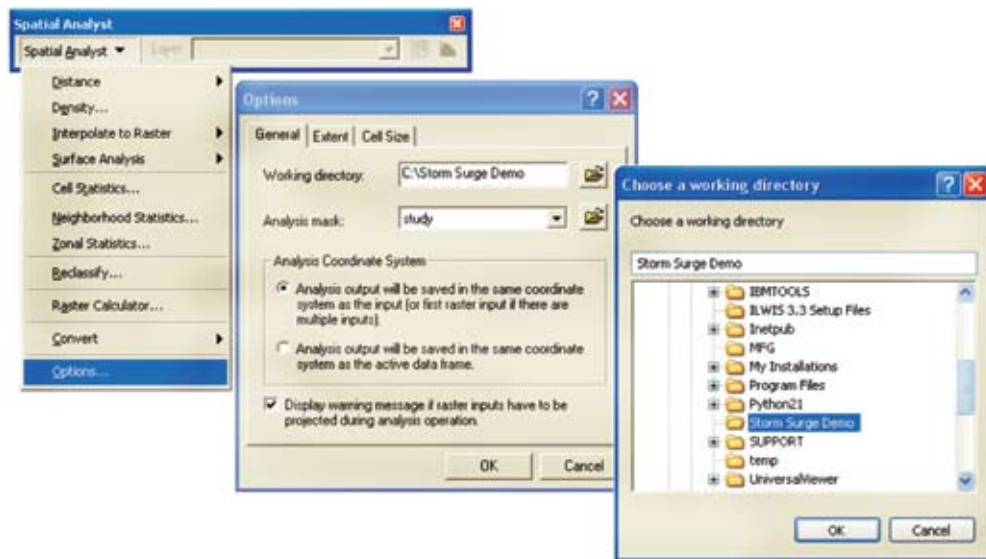 Spatial Analyst
Spatial Analyst
Layer:
Distance
Density...
Interpolate to Raster
Surface Analysis
Cell Statistics...
Neighborhood Statistics...
Zonal Statistics...
Reclassify...
Raster Calculator...
Convert
Options...
Options
General
Extent
Cell Size
Working directory:
C:\Storm Surge Demo
Analysis mask:
study
Analysis Coordinate System
Analysis output will be saved in the same coordinate
system as the input (or first raster input if there are
multiple inputs).
Analysis output will be saved in the same coordinate
system as the active data frame.
Display warning message if raster inputs have to be
projected during analysis operation.
OK
Cancel
Choose a working directory
Choose a working directory
Storm Surge Demo
IBMTOOLS
ILWIS 3.3 Setup Files
Inetpub
MFG
My Installations
Program Files
Python21
Storm Surge Demo
SUPPORT
temp
UniversalViewer
OK
Cancel